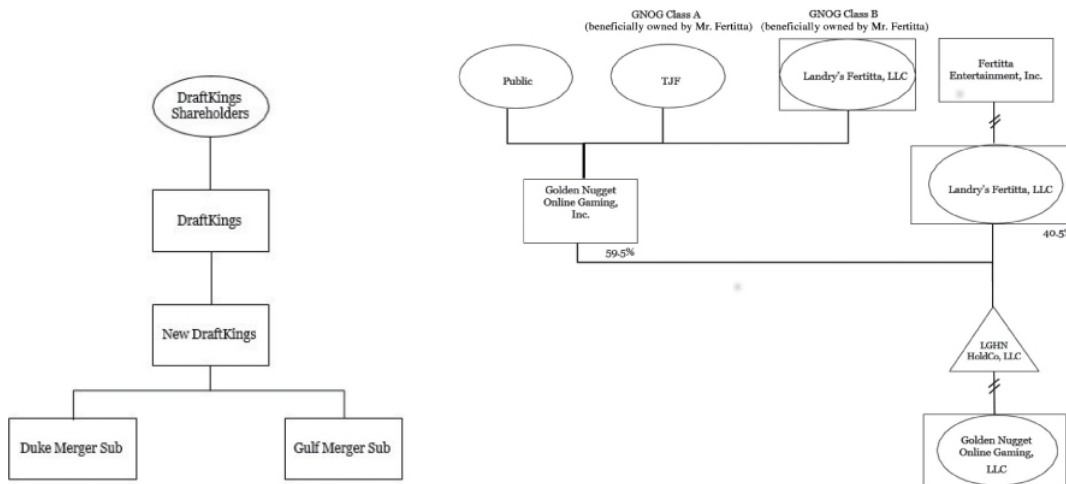 DraftKings
Shareholders
DraftKings
New DraftKings
Duke Merger Sub
Gulf Merger Sub
GNOG Class A
(beneficially owned by Mr. Fertitta)
GNOG Class B
(beneficially owned by Mr. Fertitta)
Public
TJF
Landry's Fertitta, LLC
Fertitta
Entertainment, Inc.
Golden Nugget
Online Gaming,
Inc.
Landry's Fertitta, LLC
59.5%
40.5%
LGHN
HoldCo, LLC
Golden Nugget
Online Gaming,
LLC